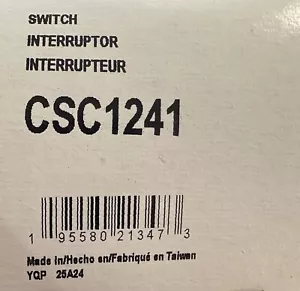 SWITCH
INTERRUPTOR
INTERRUPTEUR
CSC1241
1 95580 21347 3
Made in/Hecho en/Fabriqué en Taiwan
YQP 25A24